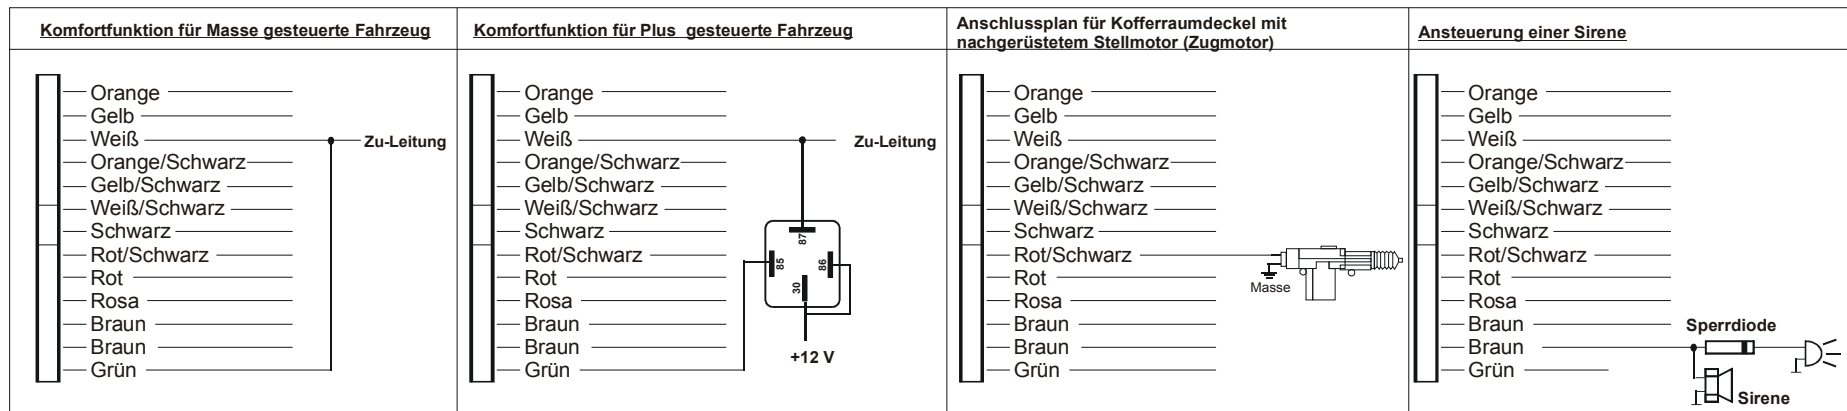 Komfortfunktion für Masse gesteuerte Fahrzeug
Orange
Gelb
Weiß
Zu-Leitung
Orange/Schwarz
Gelb/Schwarz
Weiß/Schwarz
Schwarz
Rot/Schwarz
Rot
Rosa
Braun
Braun
Grün
Komfortfunktion für Plus gesteuerte Fahrzeug
Orange
Gelb
Weiß
Zu-Leitung
Orange/Schwarz
Gelb/Schwarz
Weiß/Schwarz
Schwarz
Rot/Schwarz
Rot
Rosa
Braun
Braun
Grün
87
85
86
30
+12 V
Anschlussplan für Kofferraumdeckel mit
nachgerüstetem Stellmotor (Zugmotor)
Orange
Gelb
Weiß
Orange/Schwarz
Gelb/Schwarz
Weiß/Schwarz
Schwarz
Rot/Schwarz
Rot
Rosa
Braun
Braun
Grün
Masse
Ansteuerung einer Sirene
Orange
Gelb
Weiß
Orange/Schwarz
Gelb/Schwarz
Weiß/Schwarz
Schwarz
Rot/Schwarz
Rot
Rosa
Braun
Braun
Grün
Sperrdiode
Sirene